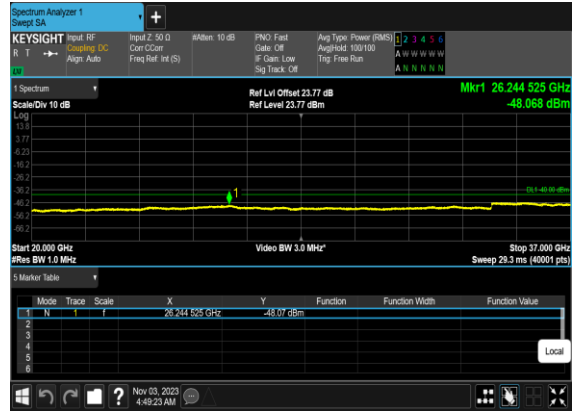 Spectrum Analyzer 1
Swept SA
+
KEYSIGHT Input: RF Input Z: 50 Ω #Atten: 10 dB PNO: Fast Avg Type: Power (RMS) 1 2 3 4 5 6
R T Coupling: DC Corr CCorr Gate: Off Avg|Hold: 100/100 A W W W W W
Align: Auto Freq Ref: Int (S) IF Gain: Low Trig: Free Run
Sig Track: Off A N N N N N
1 Spectrum Ref Lvl Offset 23.77 dB Mkr1 26.244 525 GHz
Scale/Div 10 dB Ref Level 23.77 dBm -48.068 dBm
Log
13.8
3.77
-6.23
-16.2
-26.2
-36.2 1 DL1 -40.00 dBm
-46.2
-56.2
-66.2
Start 20.000 GHz Video BW 3.0 MHz* Stop 37.000 GHz
#Res BW 1.0 MHz Sweep 29.3 ms (40001 pts)
5 Marker Table
Mode Trace Scale X Y Function Function Width Function Value
1 N 1 f 26.244 525 GHz -48.07 dBm
2
3
4
5
6
Local
? Nov 03, 2023
4:49:23 AM